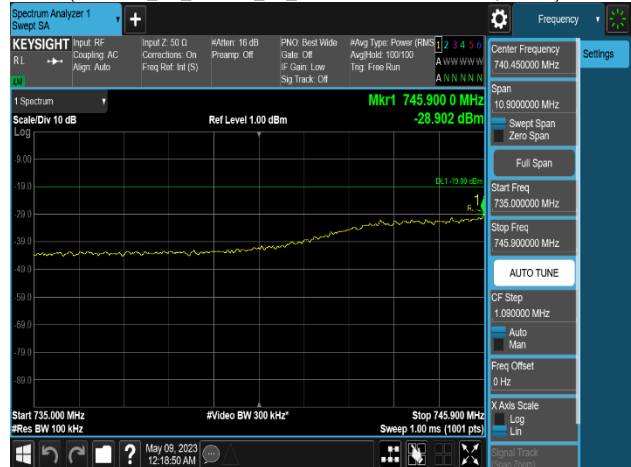 Spectrum Analyzer 1
Swept SA
Frequency
KEYSIGHT
RL
LW
Input: RF
Coupling: AC
Align: Auto
Input Z: 50 Ω
Corrections: On
Freq Ref: Int (S)
#Atten: 16 dB
Preamp: Off
PNO: Best Wide
Gate: Off
IF Gain: Low
Sig Track: Off
#Avg Type: Power (RMS
Avg|Hold: 100/100
Trig: Free Run
1 2 3 4 5 6
A W W W W W
A N N N N N
1 Spectrum
Scale/Div 10 dB
Log
Ref Level 1.00 dBm
Mkr1 745.900 0 MHz
-28.902 dBm
-9.00
-19.0
-29.0
-39.0
-49.0
-59.0
-69.0
-79.0
-89.0
DL1 -19.00 dBm
1
Start 735.000 MHz
#Res BW 100 kHz
#Video BW 300 kHz*
Stop 745.900 MHz
Sweep 1.00 ms (1001 pts)
Center Frequency
740.450000 MHz
Settings
Span
10.9000000 MHz
Swept Span
Zero Span
Full Span
Start Freq
735.000000 MHz
Stop Freq
745.900000 MHz
AUTO TUNE
CF Step
1.090000 MHz
Auto
Man
Freq Offset
0 Hz
X Axis Scale
Log
Lin
Signal Track
(Span Zoom)
May 09, 2023
12:18:50 AM